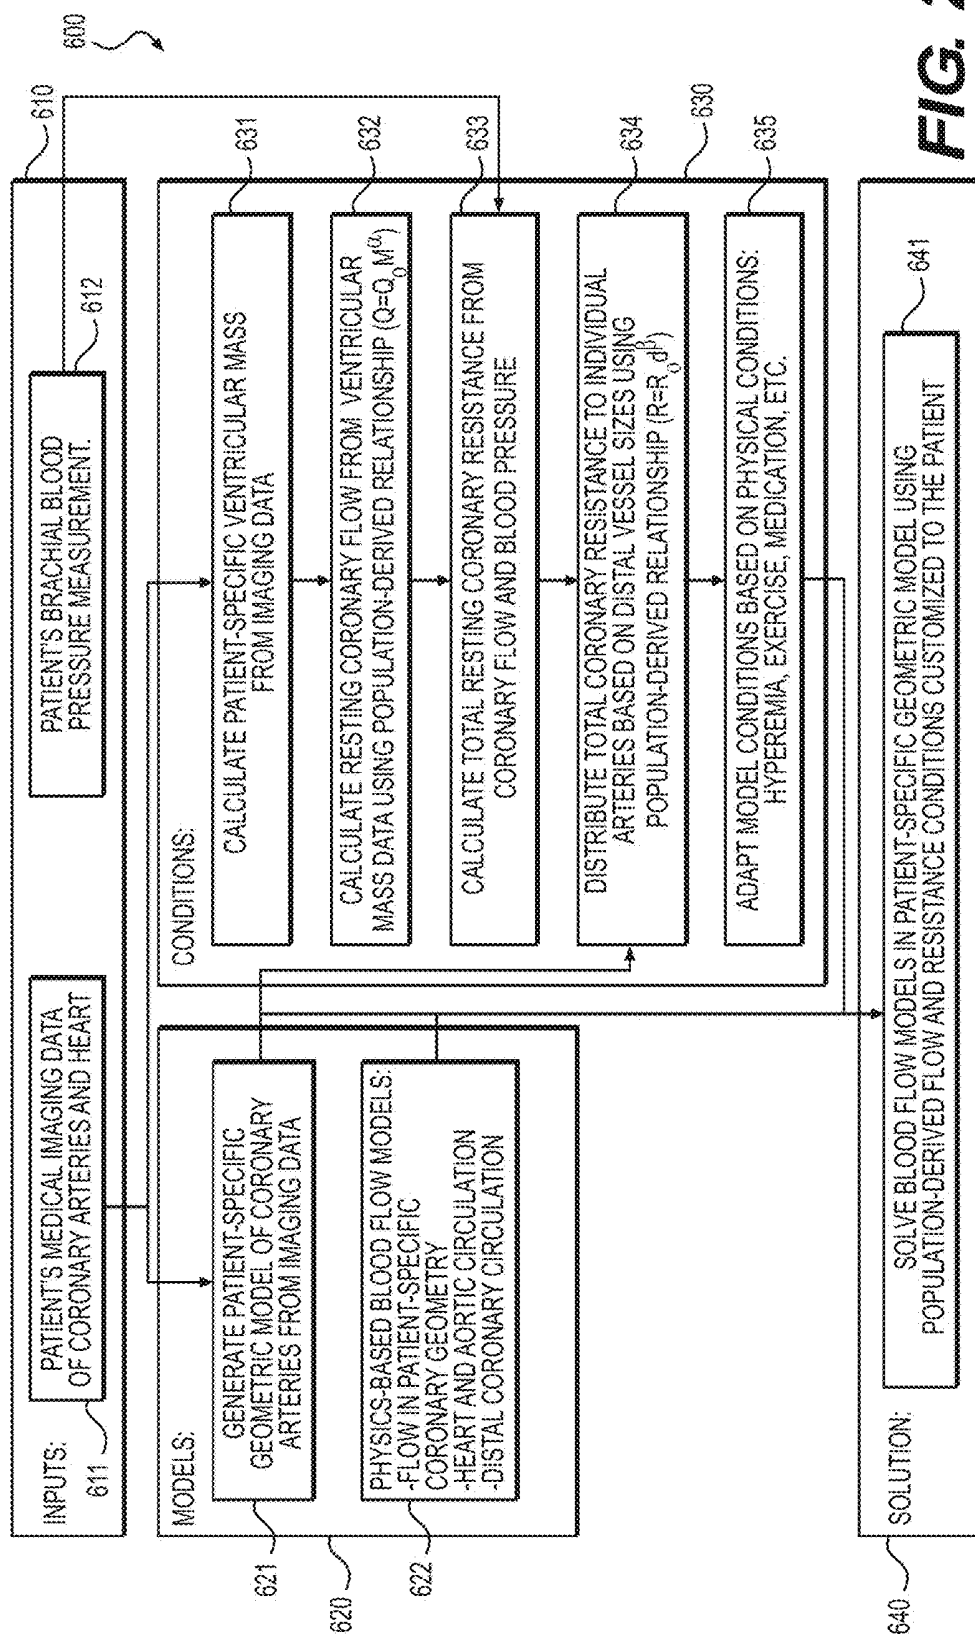 600
INPUTS:
610
611
PATIENT'S MEDICAL IMAGING DATA
OF CORONARY ARTERIES AND HEART
PATIENT'S BRACHIAL BLOOD
PRESSURE MEASUREMENT.
612
MODELS:
620
621
GENERATE PATIENT-SPECIFIC
GEOMETRIC MODEL OF CORONARY
ARTERIES FROM IMAGING DATA
622
PHYSICS-BASED BLOOD FLOW MODELS:
-FLOW IN PATIENT-SPECIFIC
CORONARY GEOMETRY
-HEART AND AORTIC CIRCULATION
-DISTAL CORONARY CIRCULATION
CONDITIONS:
630
CALCULATE PATIENT-SPECIFIC VENTRICULAR MASS
FROM IMAGING DATA
631
CALCULATE RESTING CORONARY FLOW FROM VENTRICULAR
MASS DATA USING POPULATION-DERIVED RELATIONSHIP (Q=Q₀M^α)
632
CALCULATE TOTAL RESTING CORONARY RESISTANCE FROM
CORONARY FLOW AND BLOOD PRESSURE
633
DISTRIBUTE TOTAL CORONARY RESISTANCE TO INDIVIDUAL
ARTERIES BASED ON DISTAL VESSEL SIZES USING
POPULATION-DERIVED RELATIONSHIP (R=R₀d^β)
634
ADAPT MODEL CONDITIONS BASED ON PHYSICAL CONDITIONS:
HYPEREMIA, EXERCISE, MEDICATION, ETC.
635
SOLUTION:
640
SOLVE BLOOD FLOW MODELS IN PATIENT-SPECIFIC GEOMETRIC MODEL USING
POPULATION-DERIVED FLOW AND RESISTANCE CONDITIONS CUSTOMIZED TO THE PATIENT
641
FIG.